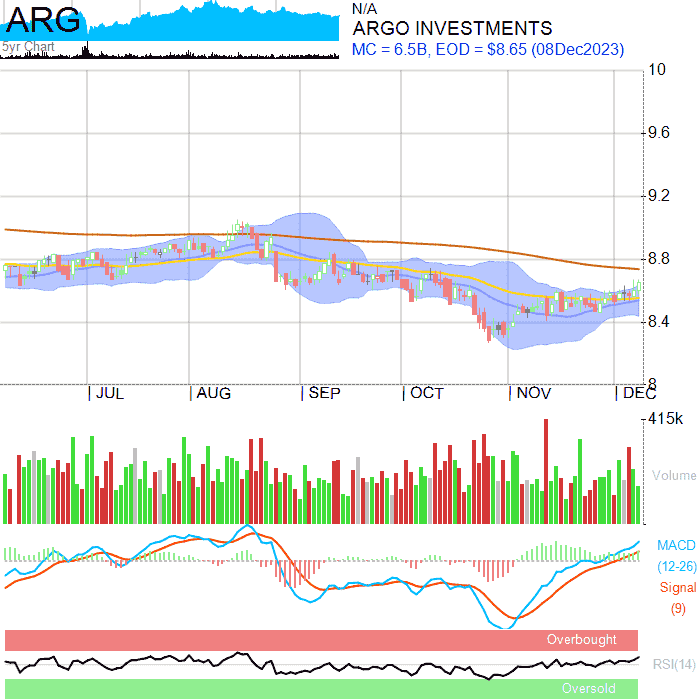 ARG
5yr Chart
N/A
ARGO INVESTMENTS
MC = 6.5B, EOD = $8.65 (08Dec2023)
10
9.6
9.2
8.8
8.4
8
JUL AUG SEP OCT NOV DEC
415k
Volume
MACD
(12-26)
Signal
(9)
Overbought
RSI(14)
Oversold